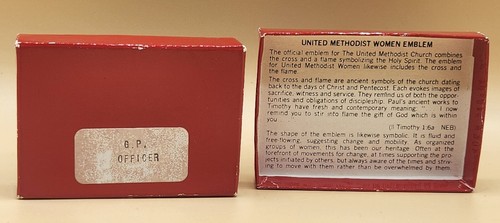 G.P.
OFFICER
UNITED METHODIST WOMEN EMBLEM
The official emblem for The United Methodist Church combines
the cross and a flame symbolizing the Holy Spirit. The emblem
for United Methodist Women likewise includes the cross and
the flame.
The cross and flame are ancient symbols of the church dating
back to the days of Christ and Pentecost. Each evokes images of
sacrifice, witness and service. They remind us of both the oppor-
tunities and obligations of discipleship. Paul's ancient works to
Timothy have fresh and contemporary meaning: " I now
remind you to stir into flame the gift of God which is within
you
(II Timothy 1:6a NEB)
The shape of the emblem is likewise symbolic. It is fluid and
free flowing, suggesting change and mobility. As organized
groups of women, this has been our heritage. Often at the
forefront of movements for change, at times supporting the pro-
jects initiated by others, but always aware of the times and striv-
ing to move with them rather than be overwhelmed by them.